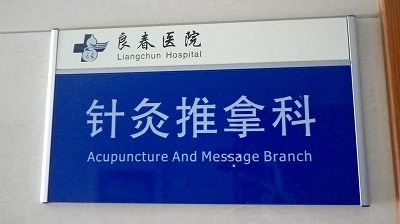 良春医院
Liangchun Hospital
针灸推拿科
Acupuncture And Message Branch